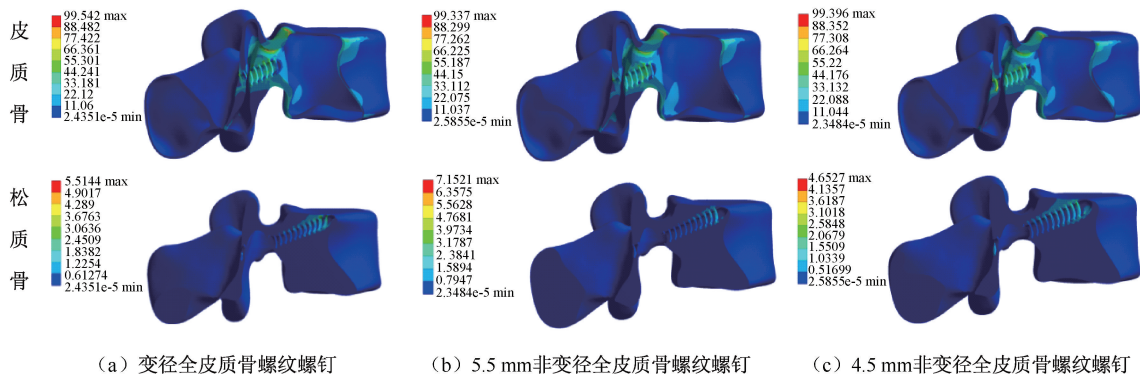 皮质骨
99.542 max
88.482
77.422
66.361
55.301
44.241
33.181
22.12
11.06
2.4351e-5 min
99.337 max
88.299
77.262
66.225
55.187
44.15
33.112
22.075
11.037
2.5855e-5 min
99.396 max
88.352
77.308
66.264
55.22
44.176
33.132
22.088
11.044
2.3484e-5 min
松质骨
5.5144 max
4.9017
4.289
3.6763
3.0636
2.4509
1.8382
1.2254
0.61274
2.4351e-5 min
7.1521 max
6.3575
5.5628
4.7681
3.9734
3.1787
2.3841
1.5894
0.7947
2.3484e-5 min
4.6527 max
4.1357
3.6187
3.1018
2.5848
2.0679
1.5509
1.0339
0.51699
2.5855e-5 min
（a）变径全皮质骨螺纹螺钉
（b）5.5 mm非变径全皮质骨螺纹螺钉
（c）4.5 mm非变径全皮质骨螺纹螺钉